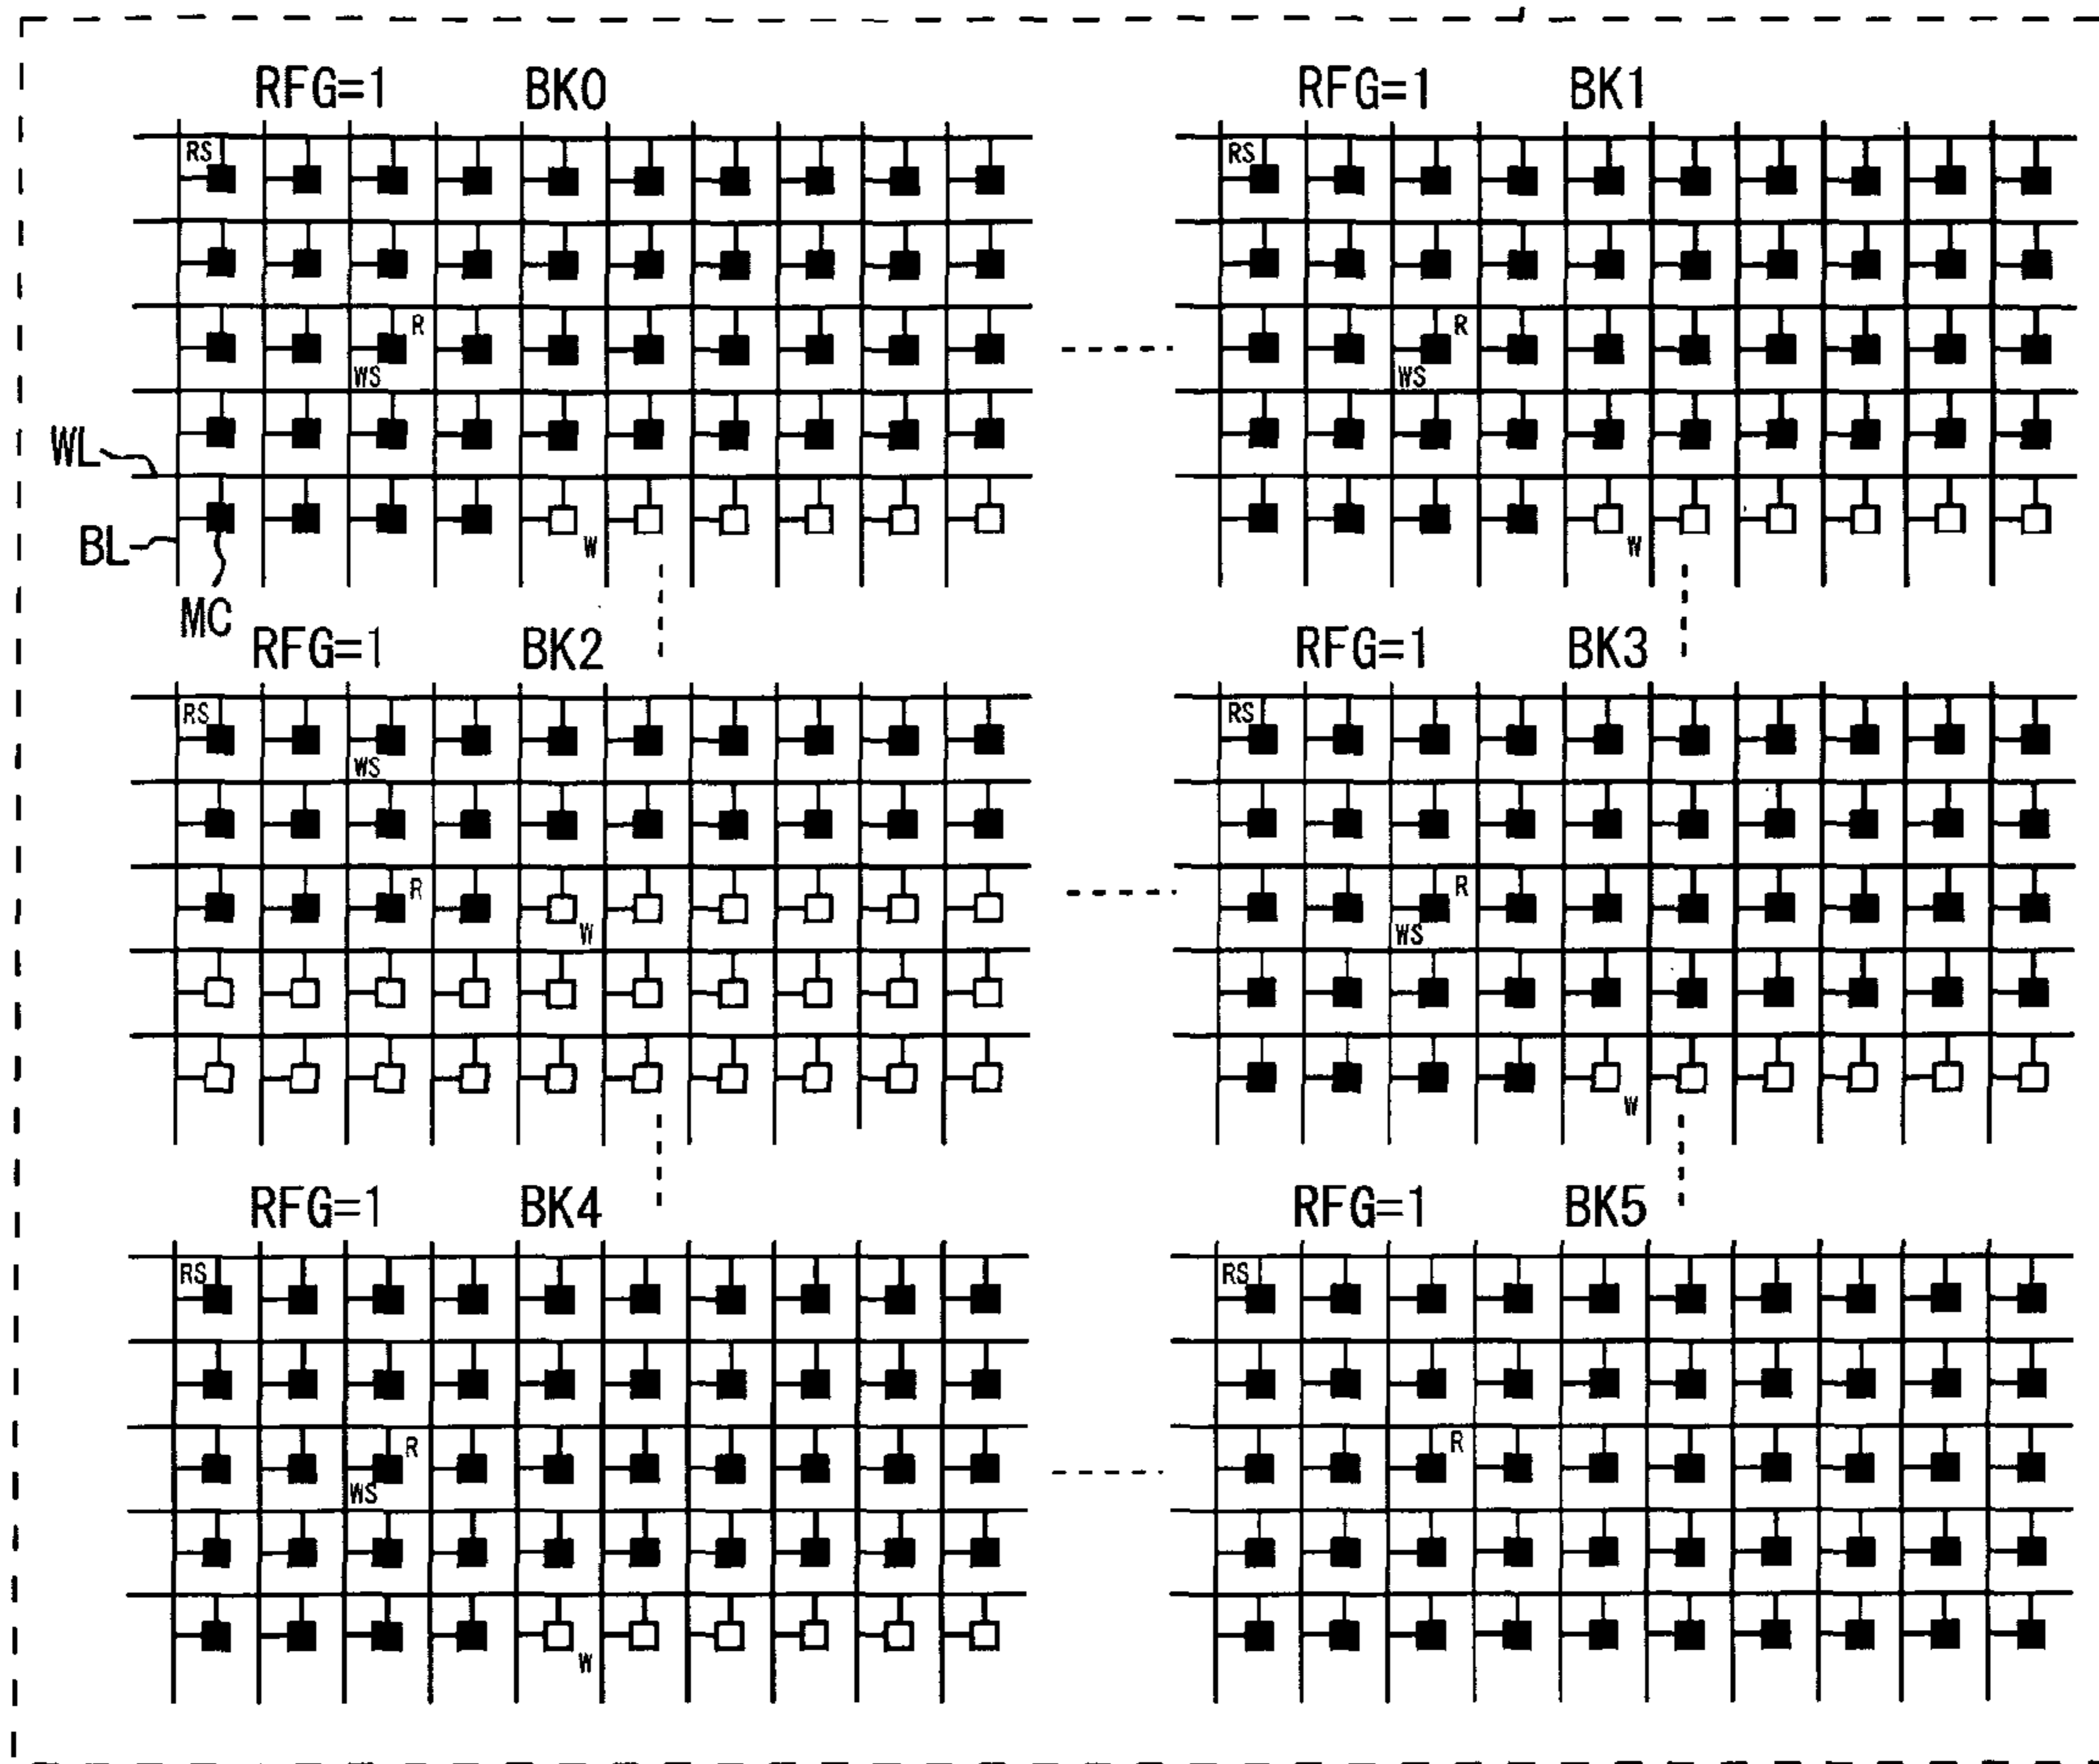 RFG=1 BK0 RFG=1 BK1
RS RS
R R
WS WS
WL
BL W W
MC
RFG=1 BK2 RFG=1 BK3
RS RS
WS
R R
W WS
W
RFG=1 BK4 RFG=1 BK5
RS RS
R R
WS
W